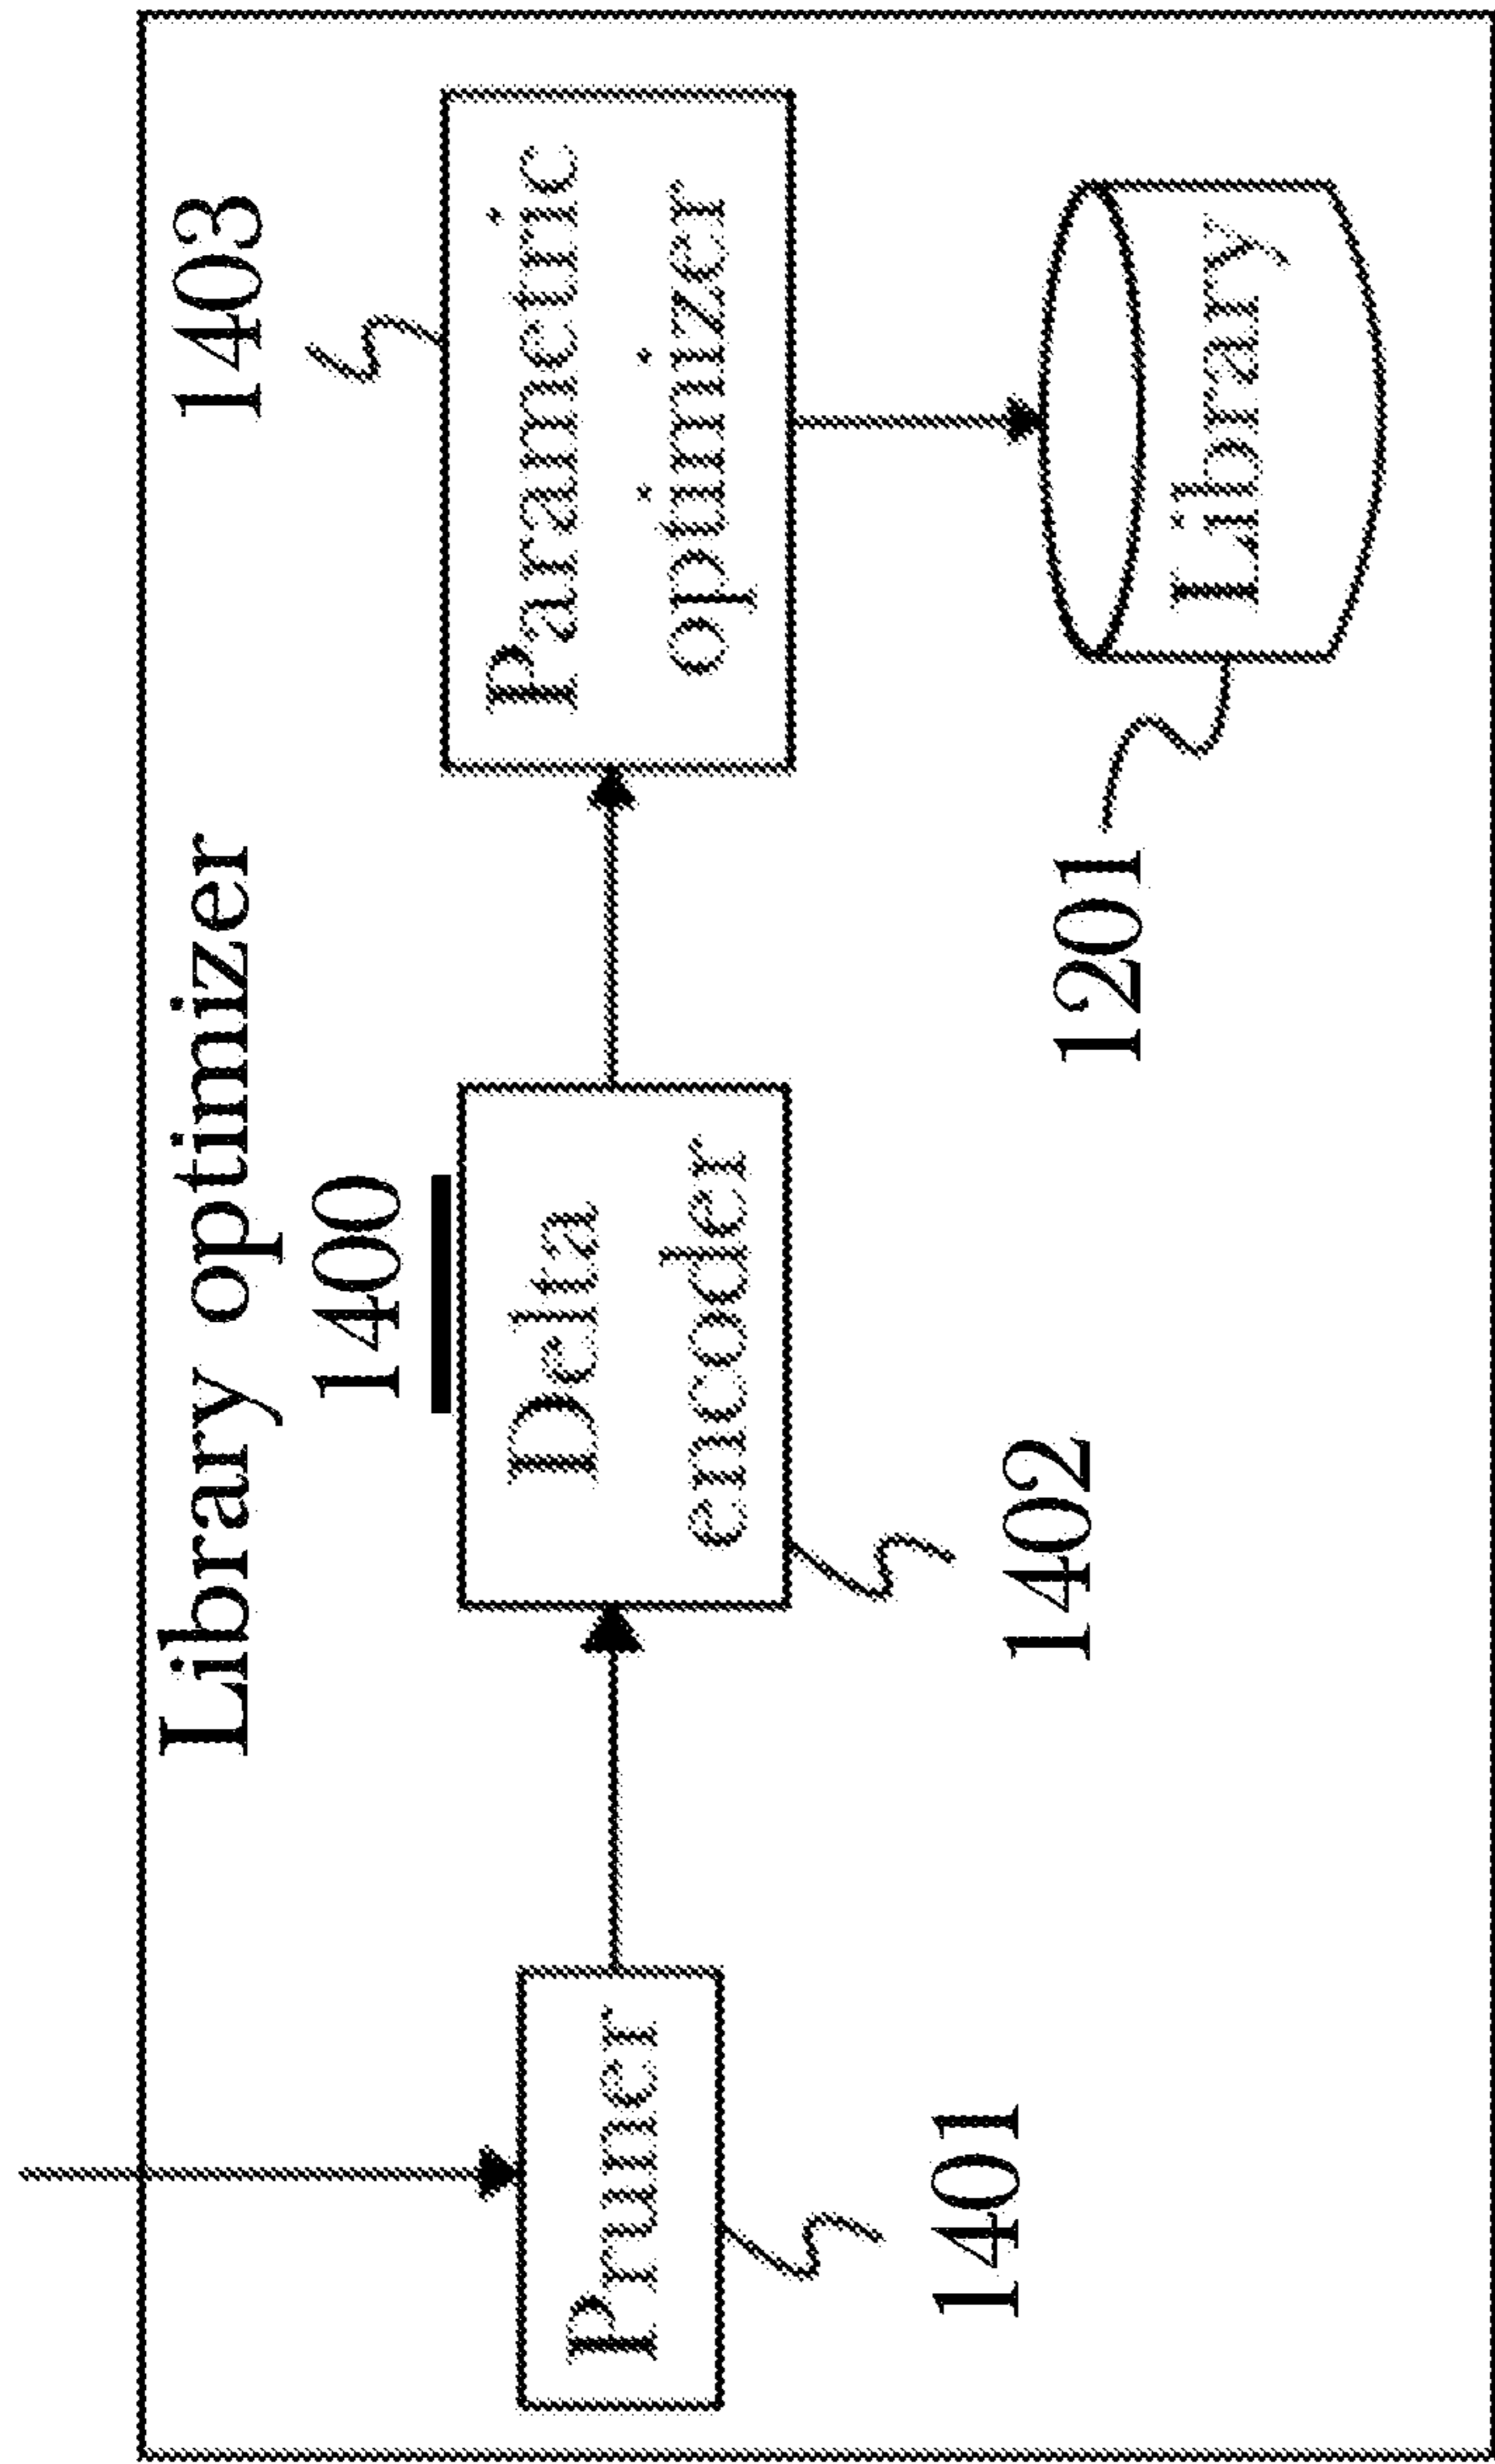 Library optimizer
1400
1403
Pruner
Delta
encoder
Parametric
optimizer
1401
1402
1201
Library